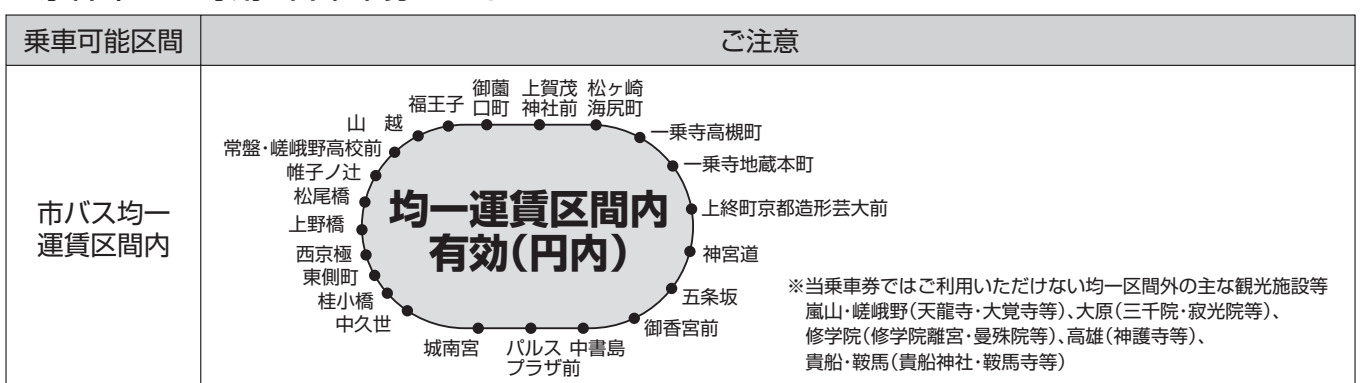 乗車可能区間
ご注意
市バス均一
運賃区間内
福王子
御薗
口町
上賀茂
神社前
松ヶ崎
海尻町
山 越
常盤・嵯峨野高校前
帷子ノ辻
松尾橋
上野橋
西京極
東側町
桂小橋
中久世
一乗寺高槻町
一乗寺地蔵本町
上終町京都造形芸大前
神宮道
五条坂
御香宮前
城南宮
パルス
プラザ前
中書島
均一運賃区間内
有効(円内)
※当乗車券ではご利用いただけない均一区間外の主な観光施設等
嵐山・嵯峨野(天龍寺・大覚寺等)、大原(三千院・寂光院等)、
修学院(修学院離宮・曼殊院等)、高雄(神護寺等)、
貴船・鞍馬(貴船神社・鞍馬寺等)